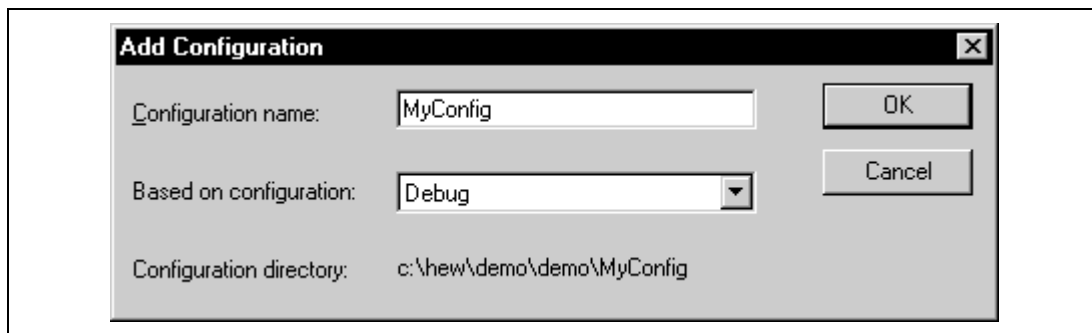 Add Configuration
Configuration name: MyConfig OK
Based on configuration: Debug Cancel
Configuration directory: c:\hew\demo\demo\MyConfig